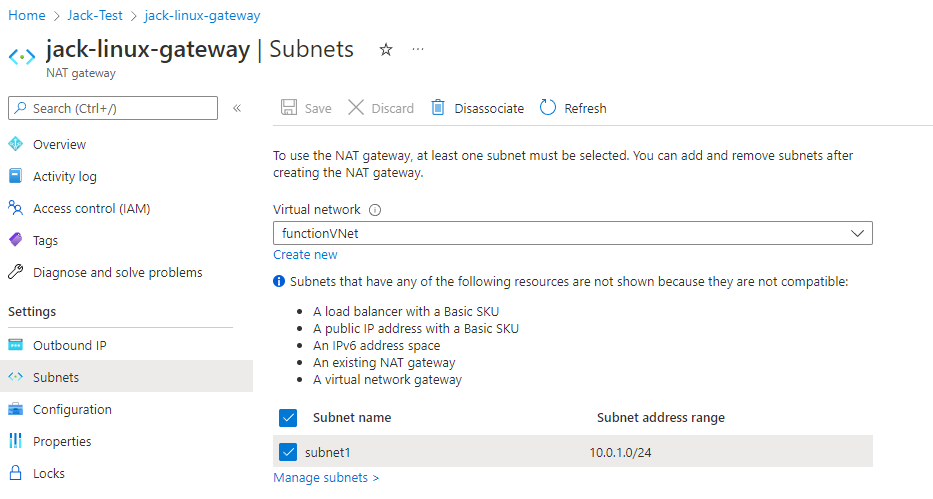 Home > Jack-Test > jack-linux-gateway
jack-linux-gateway | Subnets
NAT gateway
Search (Ctrl+/)
Overview
Activity log
Access control (IAM)
Tags
Diagnose and solve problems
Settings
Outbound IP
Subnets
Configuration
Properties
Locks
Save Discard Disassociate Refresh
To use the NAT gateway, at least one subnet must be selected. You can add and remove subnets after
creating the NAT gateway.
Virtual network
functionVNet
Create new
Subnets that have any of the following resources are not shown because they are not compatible:
• A load balancer with a Basic SKU
• A public IP address with a Basic SKU
• An IPv6 address space
• An existing NAT gateway
• A virtual network gateway
Subnet name Subnet address range
subnet1 10.0.1.0/24
Manage subnets >